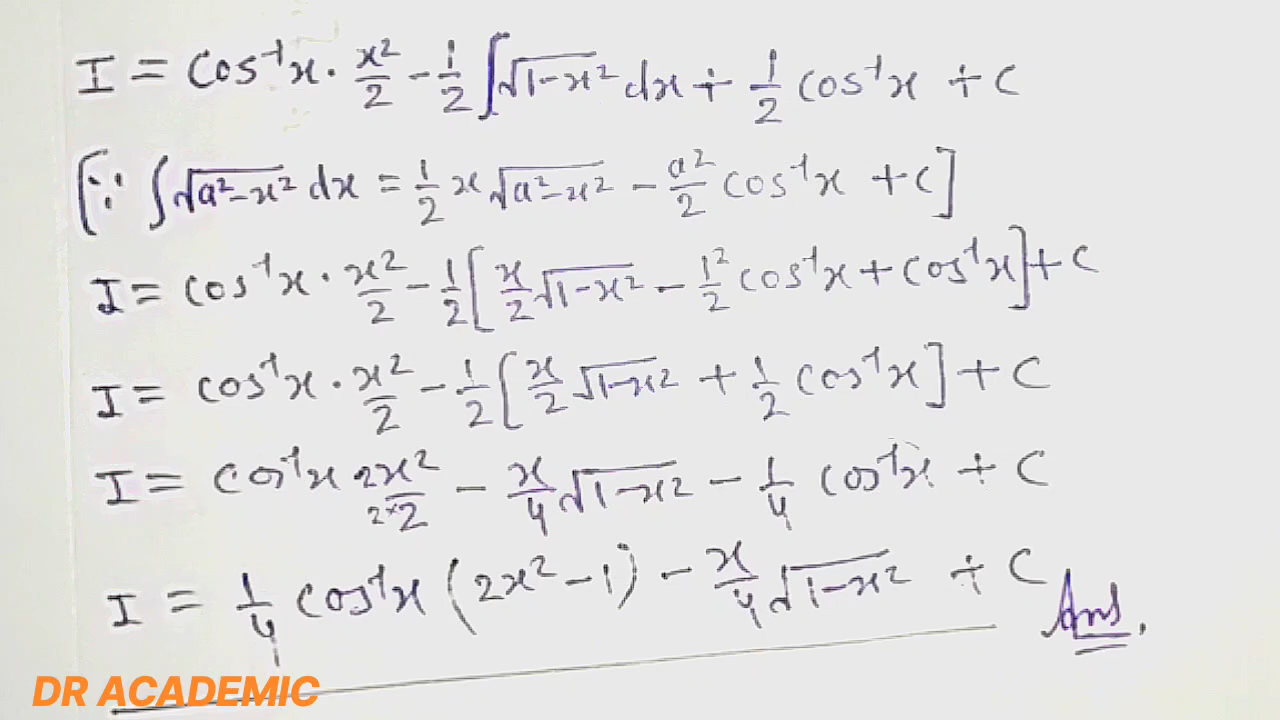 I = Cos⁻¹x · x²/2 - 1/2 ∫√1-x² dx + 1/2 cos⁻¹x + C
[∵ ∫√a²-x² dx = 1/2 x √a²-x² - a²/2 cos⁻¹x + C]
I = cos⁻¹x · x²/2 - 1/2 [x/2 √1-x² - 1²/2 cos⁻¹x + cos⁻¹x] + C
I = cos⁻¹x · x²/2 - 1/2 [x/2 √1-x² + 1/2 cos⁻¹x] + C
I = cos⁻¹x 2x²/2×2 - x/4 √1-x² - 1/4 cos⁻¹x + C
I = 1/4 cos⁻¹x (2x² - 1) - x/4 √1-x² + C Ans.
DR ACADEMIC